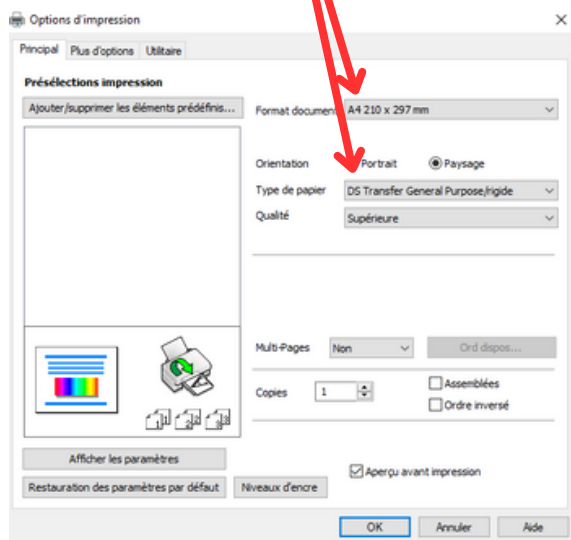 Options d'impression
Principal Plus d'options Utilitaire
Présélections impression
Ajouter/supprimer les éléments prédéfinis...
Format document A4 210 x 297 mm
Orientation Portrait Paysage
Type de papier DS Transfer General Purpose/rigide
Qualité Supérieure
Multi-Pages Non Ord dispos...
Copies 1 Assemblées
Ordre inversé
Afficher les paramètres
Aperçu avant impression
Restauration des paramètres par défaut Niveaux d'encre
OK Annuler Aide